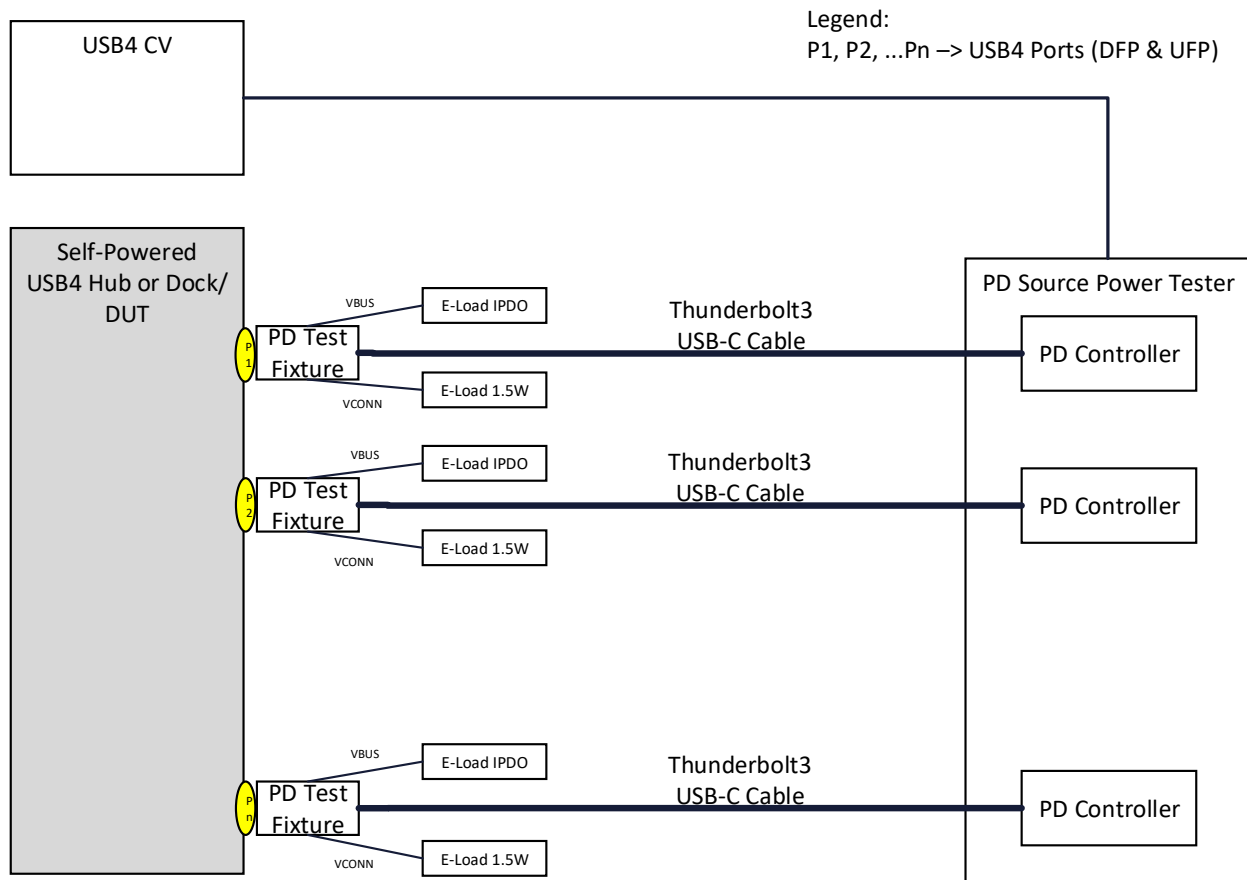 USB4 CV
Legend:
P1, P2, ...Pn –> USB4 Ports (DFP & UFP)
Self-Powered
USB4 Hub or Dock/
DUT
PD Source Power Tester
P
1
PD Test
Fixture
VBUS
E-Load IPDO
VCONN
E-Load 1.5W
Thunderbolt3
USB-C Cable
PD Controller
P
2
PD Test
Fixture
VBUS
E-Load IPDO
VCONN
E-Load 1.5W
Thunderbolt3
USB-C Cable
PD Controller
P
n
PD Test
Fixture
VBUS
E-Load IPDO
VCONN
E-Load 1.5W
Thunderbolt3
USB-C Cable
PD Controller